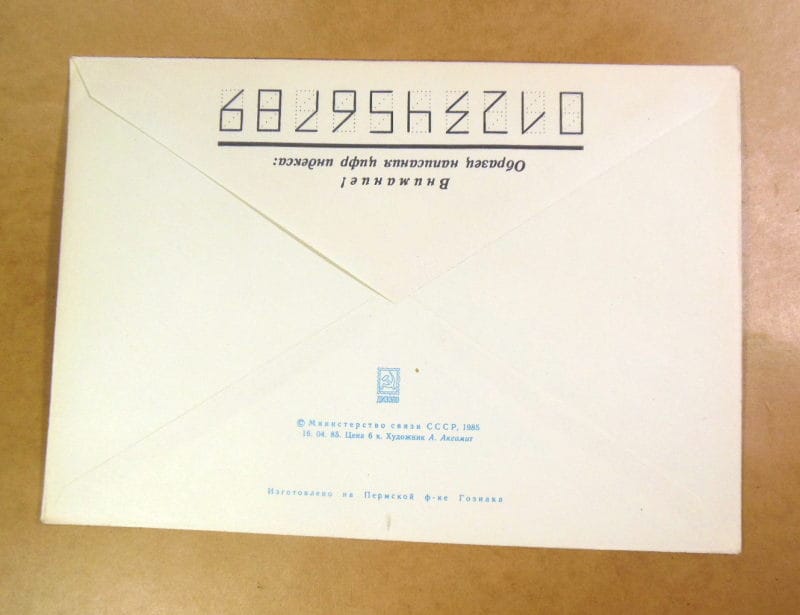 Внимание!
Образец написания цифр индекса:
0123456789
© Министерство связи СССР, 1985
16. 04. 85. Цена 6 к. Художник А. Аксамит
Изготовлено на Пермской ф-ке Гознака